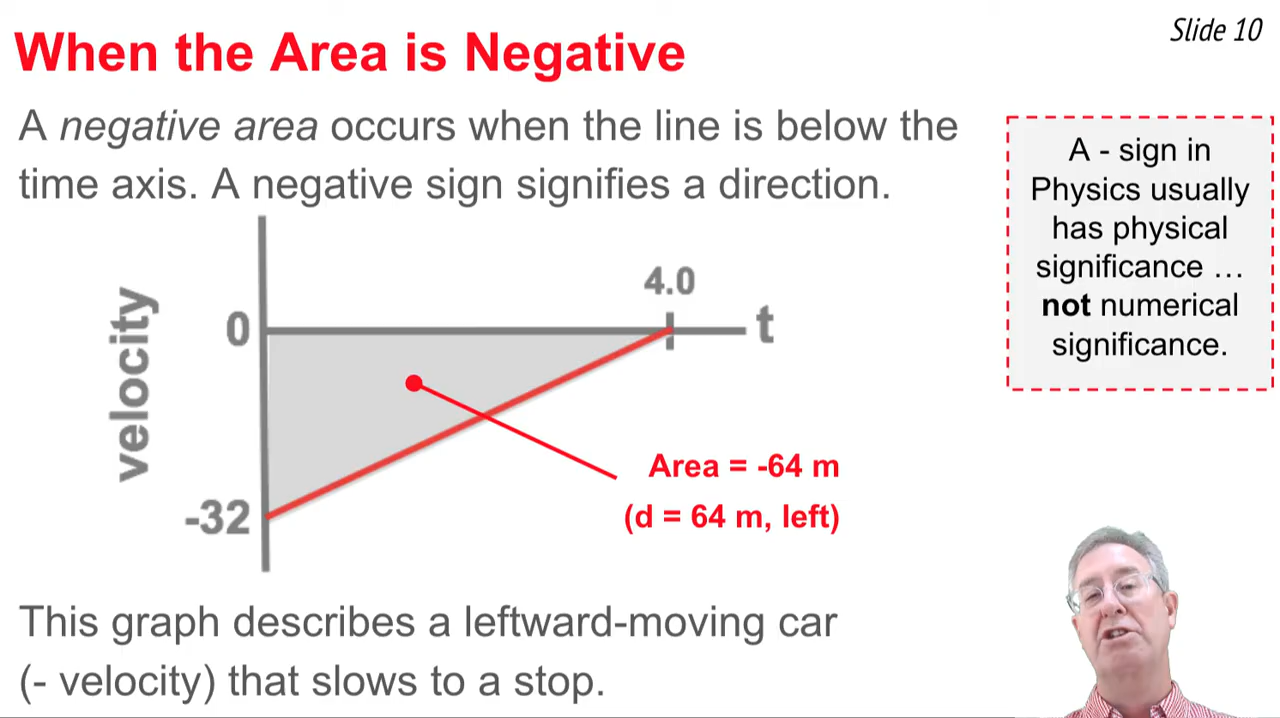 Slide 10
When the Area is Negative
A negative area occurs when the line is below the
time axis. A negative sign signifies a direction.
A - sign in
Physics usually
has physical
significance …
not numerical
significance.
velocity
4.0
0
t
-32
Area = -64 m
(d = 64 m, left)
This graph describes a leftward-moving car
(- velocity) that slows to a stop.